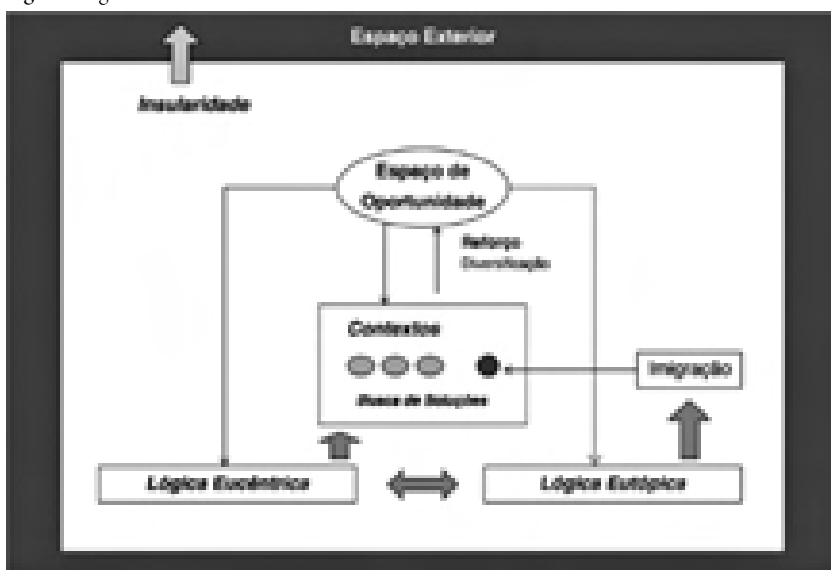 Espaço Exterior
Insularidade
Espaço de
Oportunidade
Reforço
Diversificação
Contextos
Busca de Soluções
Imigração
Lógica Eucêntrica
Lógica Eutópica